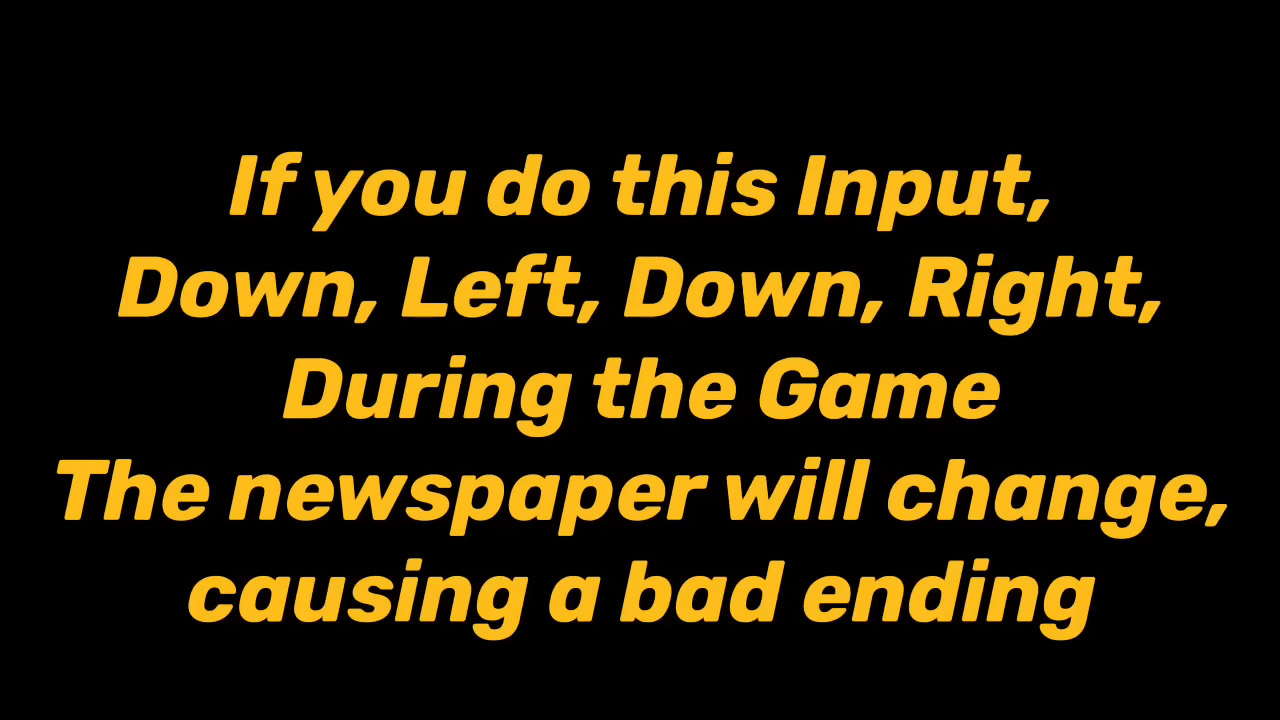 If you do this Input,
Down, Left, Down, Right,
During the Game
The newspaper will change,
causing a bad ending